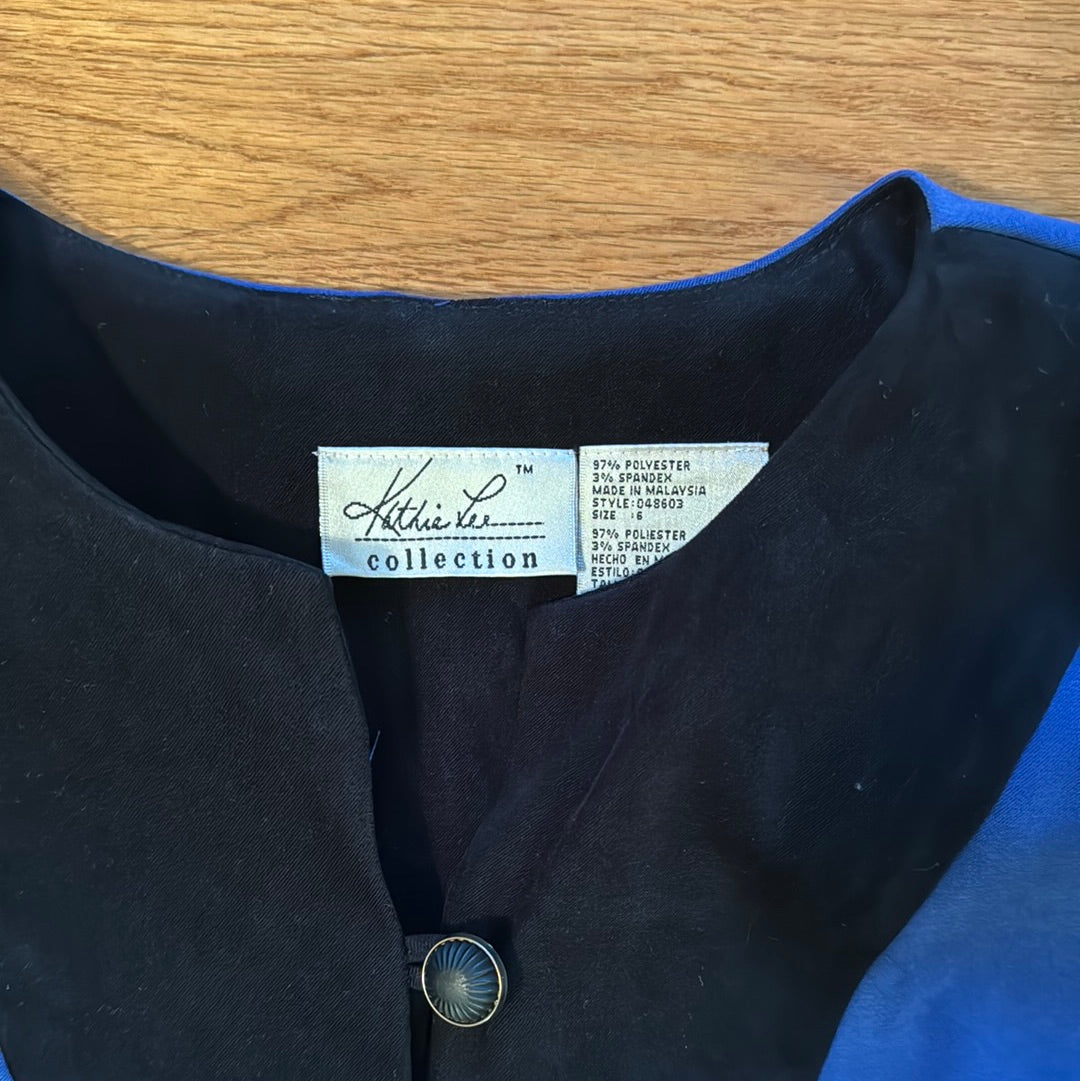 Kathie Lee
TM
collection
97% POLYESTER
3% SPANDEX
MADE IN MALAYSIA
STYLE:048603
SIZE :6
97% POLIESTER
3% SPANDEX
HECHO EN
ESTILO: